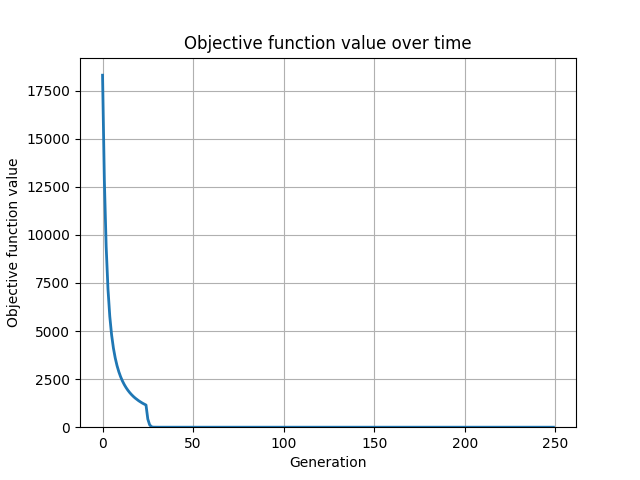 Objective function value over time
17500
15000
12500
10000
7500
5000
2500
0
Objective function value
0 50 100 150 200 250
Generation